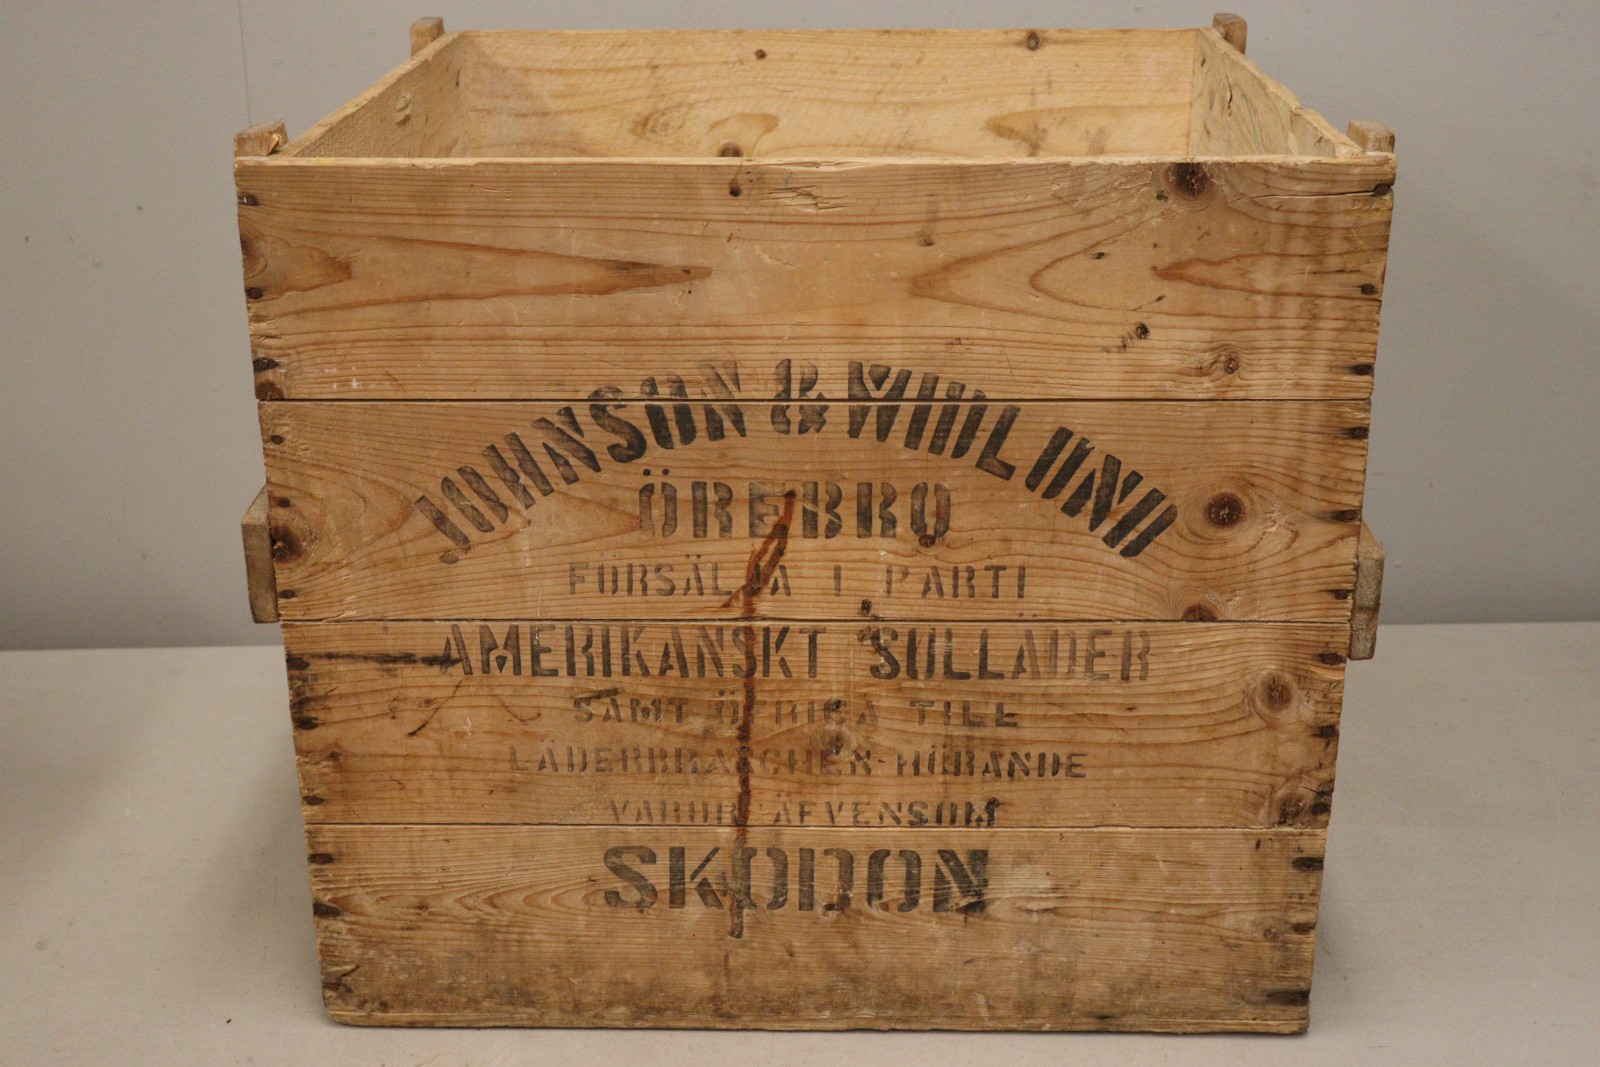 JOHNSON & WIDLUND
ÖREBRO
FÖRSÄLJA I PARTI
AMERIKANSKT SULLÄDER
SAMT ÖFRIGA TILL
LÄDERBRANSCHEN HÖRANDE
VAROR ÄFVENSOM
SKODON